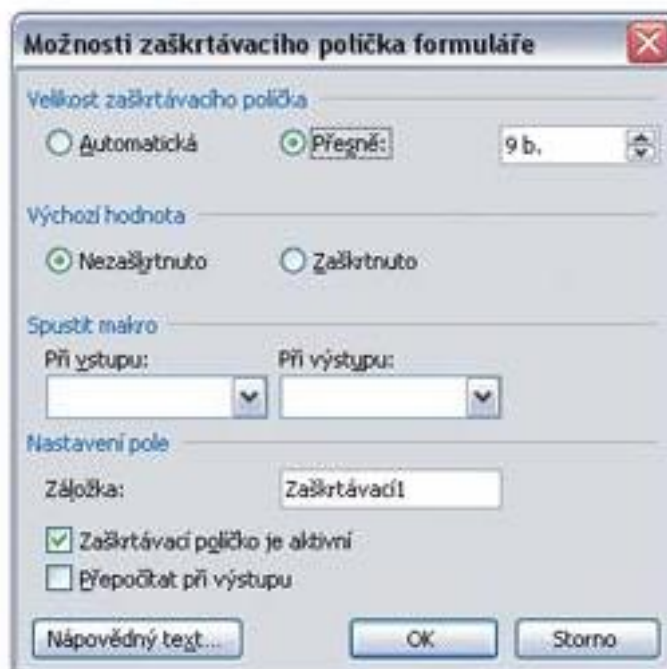 Možnosti zaškrtávacího políčka formuláře
Velikost zaškrtávacího políčka
Automatická Přesně: 9 b.
Výchozí hodnota
Nezaškrtnuto Zaškrtnuto
Spustit makro
Při vstupu: Při výstupu:
Nastavení pole
Záložka: Zaškrtávací1
Zaškrtávací políčko je aktivní
Přepočítat při výstupu
Nápovědný text... OK Storno